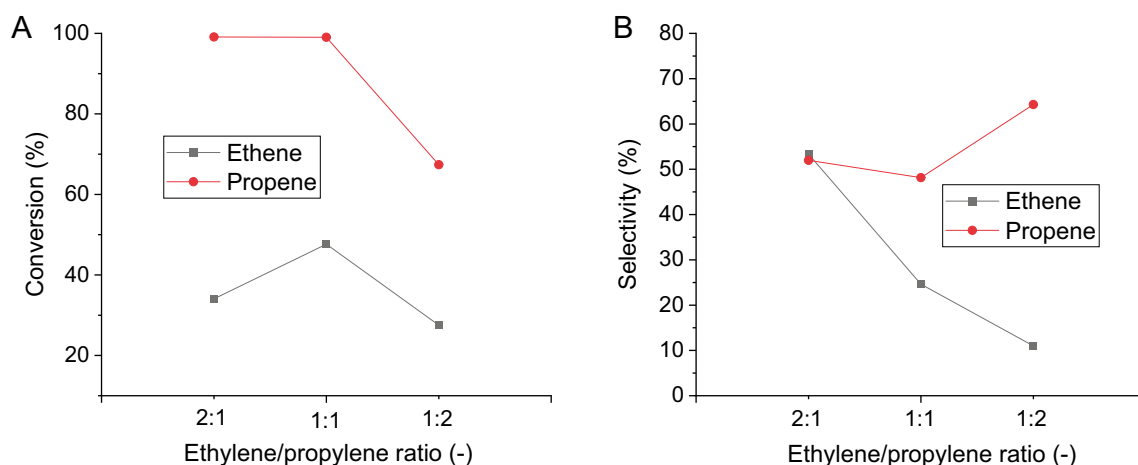 A
Conversion (%)
100
80
60
40
20
Ethene
Propene
2:1
1:1
1:2
Ethylene/propylene ratio (-)
B
Selectivity (%)
80
70
60
50
40
30
20
10
0
Ethene
Propene
2:1
1:1
1:2
Ethylene/propylene ratio (-)